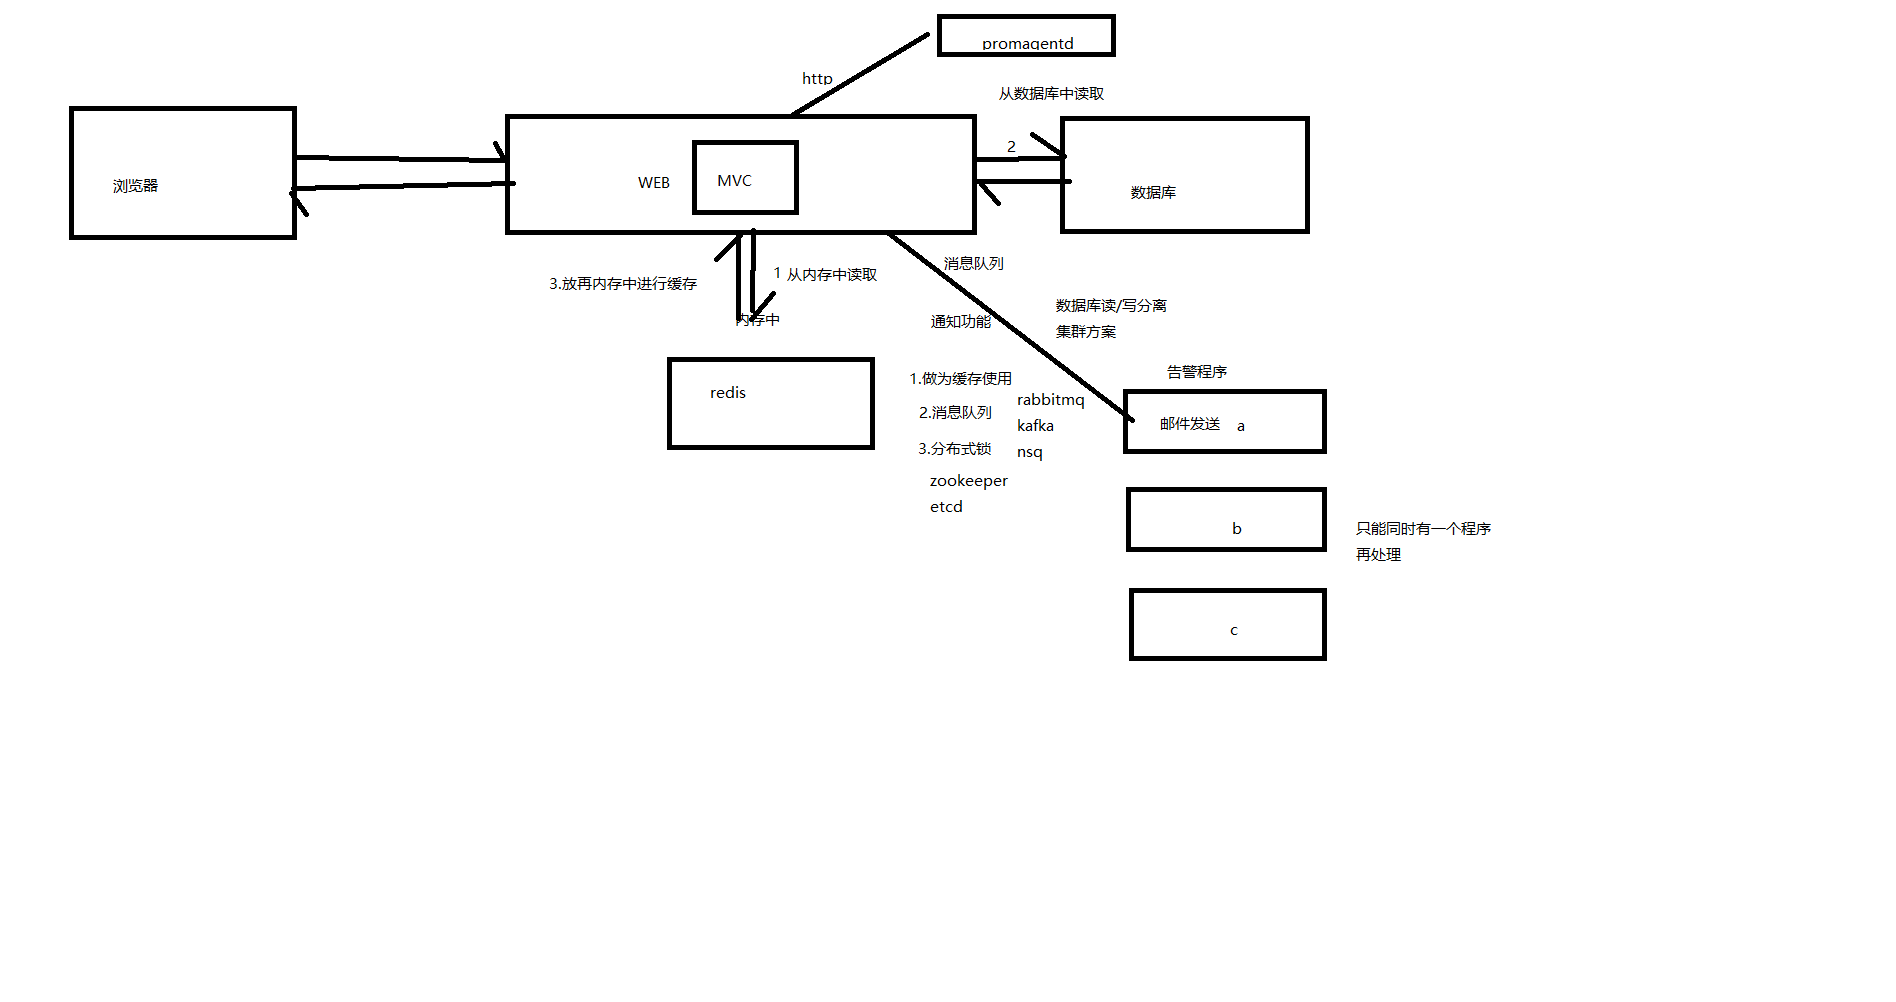 promagentd
http
从数据库中读取
浏览器
WEB
MVC
2
数据库
3.放再内存中进行缓存
1
从内存中读取
内存中
消息队列
通知功能
数据库读/写分离
集群方案
redis
1.做为缓存使用
2.消息队列
rabbitmq
kafka
nsq
3.分布式锁
zookeeper
etcd
告警程序
邮件发送
a
b
只能同时有一个程序
再处理
c